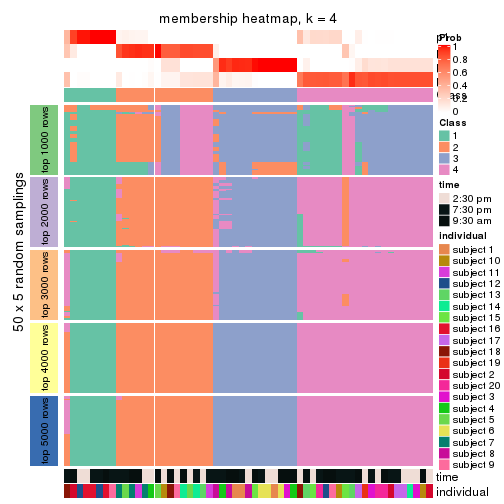 membership heatmap, k = 4
50 x 5 random samplings
top 1000 rows
top 2000 rows
top 3000 rows
top 4000 rows
top 5000 rows
time
individual
Prob
1
0.8
0.6
0.4
0.2
0
Class
1
2
3
4
time
2:30 pm
7:30 pm
9:30 am
individual
subject 1
subject 10
subject 11
subject 12
subject 13
subject 14
subject 15
subject 16
subject 17
subject 18
subject 19
subject 2
subject 20
subject 3
subject 4
subject 5
subject 6
subject 7
subject 8
subject 9